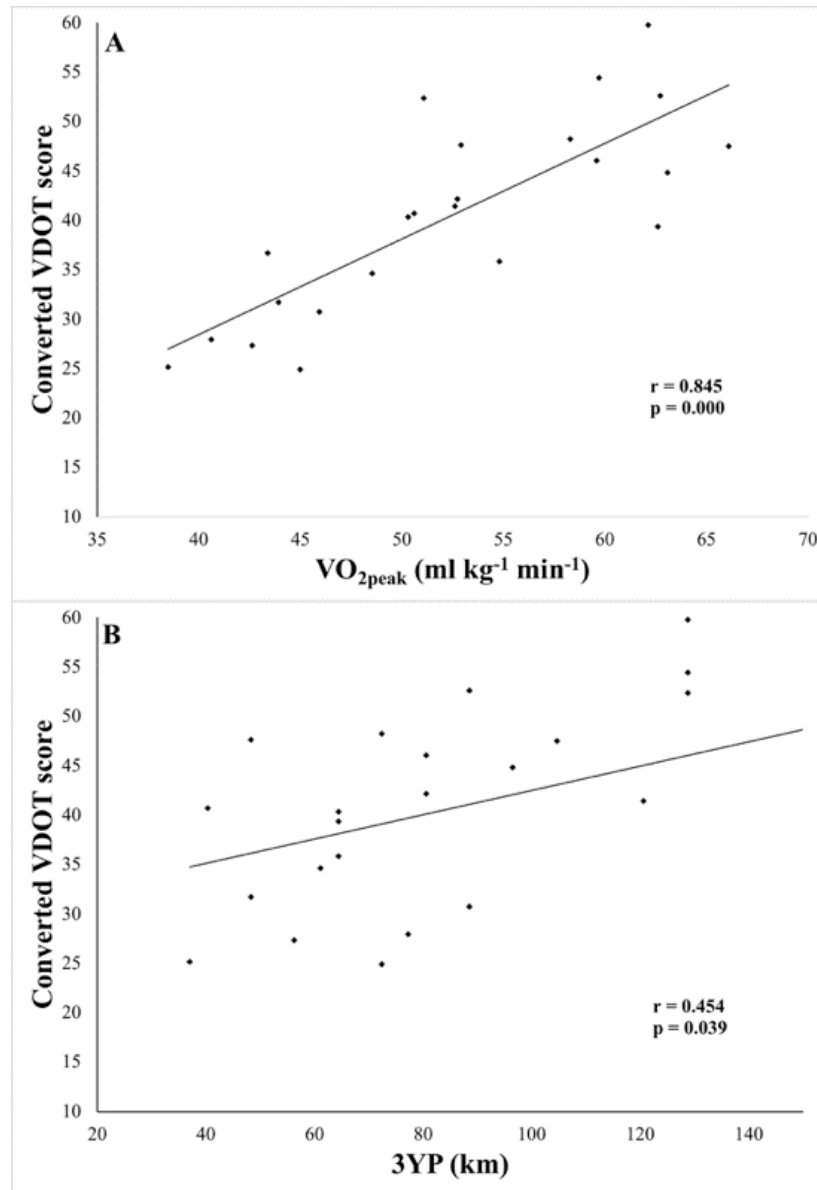 A
60
55
50
45
40
35
30
25
20
15
10
Converted VDOT score
r = 0.845
p = 0.000
35 40 45 50 55 60 65 70
VO₂peak (ml kg⁻¹ min⁻¹)
B
60
55
50
45
40
35
30
25
20
15
10
Converted VDOT score
r = 0.454
p = 0.039
20 40 60 80 100 120 140
3YP (km)